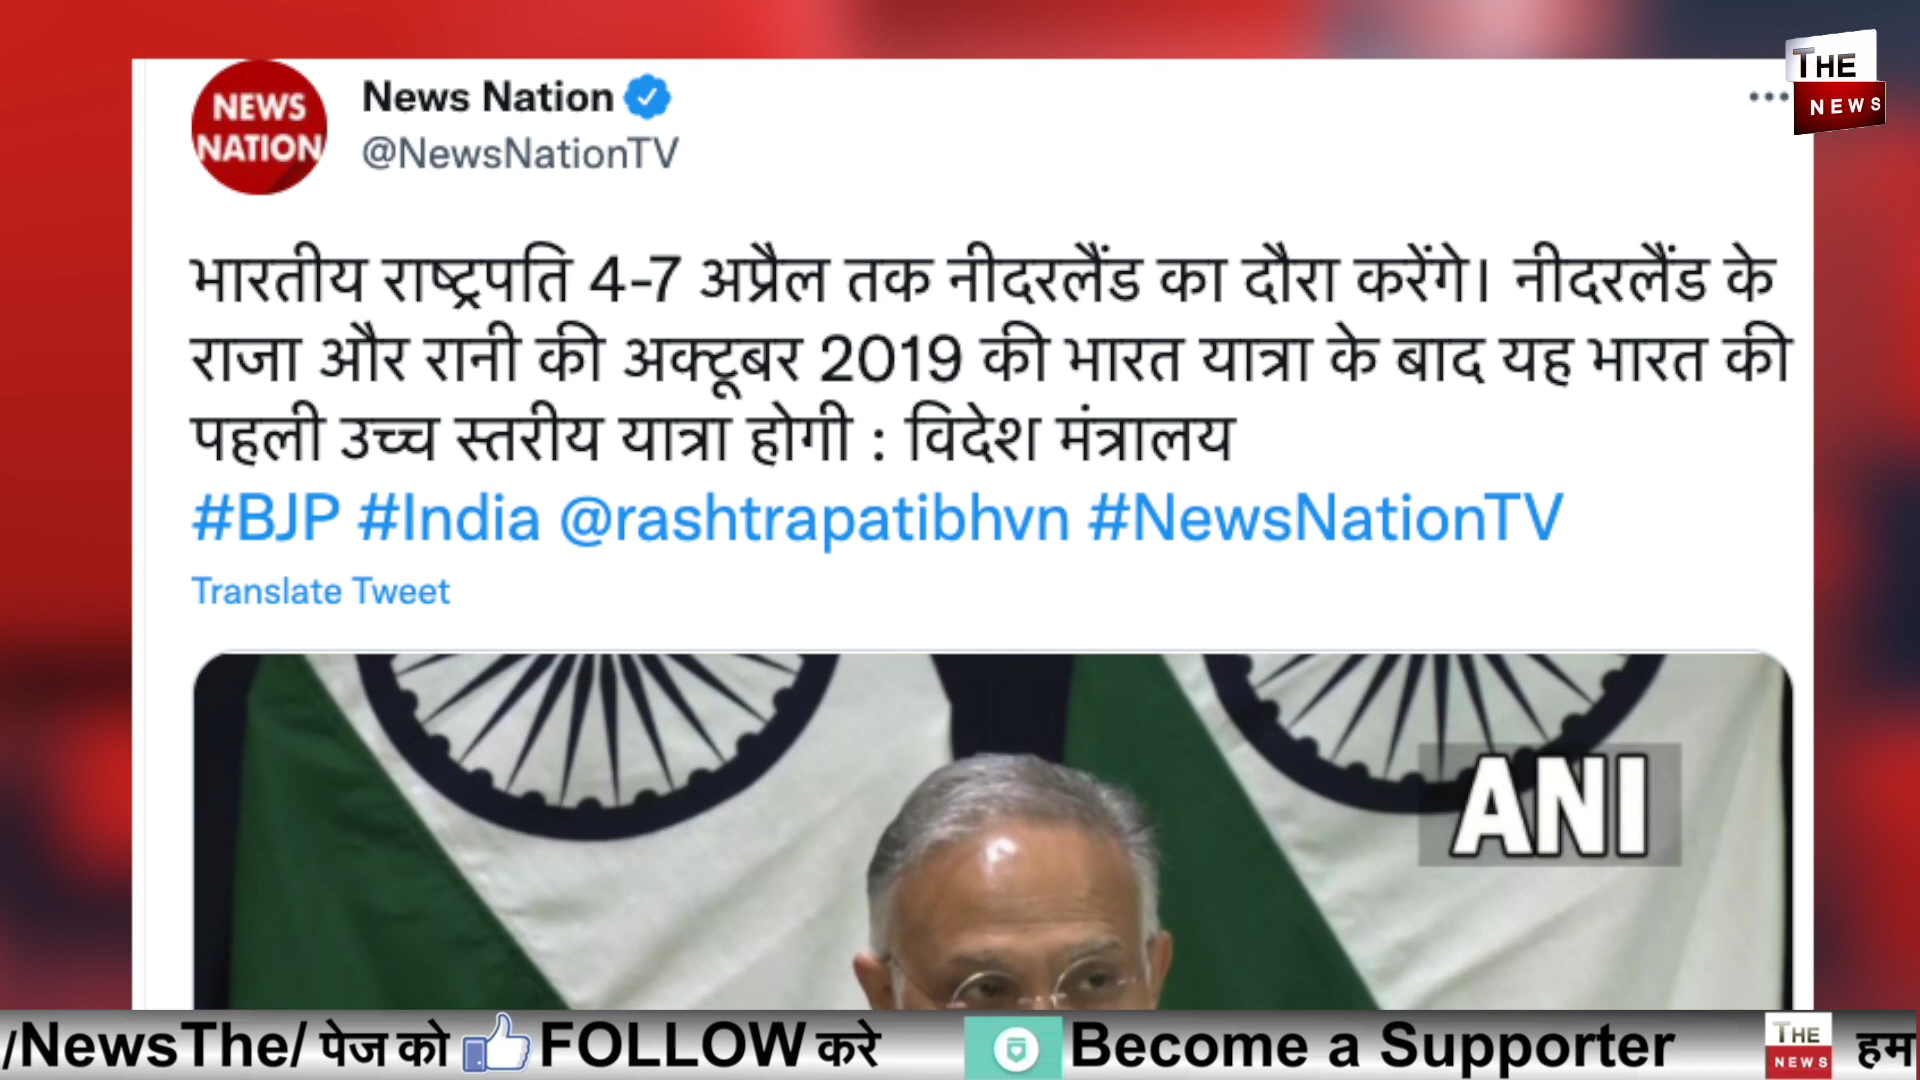 THE
NEWS
NEWS
NATION
News Nation
@NewsNationTV
भारतीय राष्ट्रपति 4-7 अप्रैल तक नीदरलैंड का दौरा करेंगे। नीदरलैंड के
राजा और रानी की अक्टूबर 2019 की भारत यात्रा के बाद यह भारत की
पहली उच्च स्तरीय यात्रा होगी : विदेश मंत्रालय
#BJP #India @rashtrapatibhvn #NewsNationTV
Translate Tweet
ANI
/NewsThe/ पेज को FOLLOW करे Become a Supporter THE NEWS हम